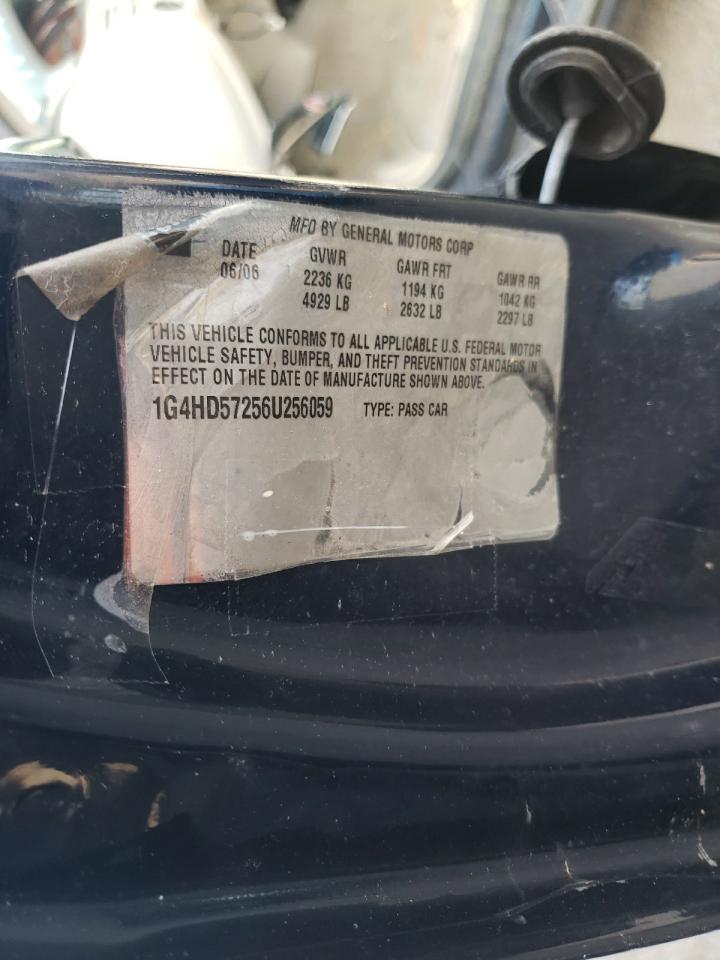 MFD BY GENERAL MOTORS CORP
DATE GVWR GAWR FRT GAWR RR
06/06 2236 KG 1194 KG 1042 KG
4929 LB 2632 LB 2297 LB
THIS VEHICLE CONFORMS TO ALL APPLICABLE U.S. FEDERAL MOTOR
VEHICLE SAFETY, BUMPER, AND THEFT PREVENTION STANDARDS IN
EFFECT ON THE DATE OF MANUFACTURE SHOWN ABOVE.
1G4HD57256U256059 TYPE: PASS CAR